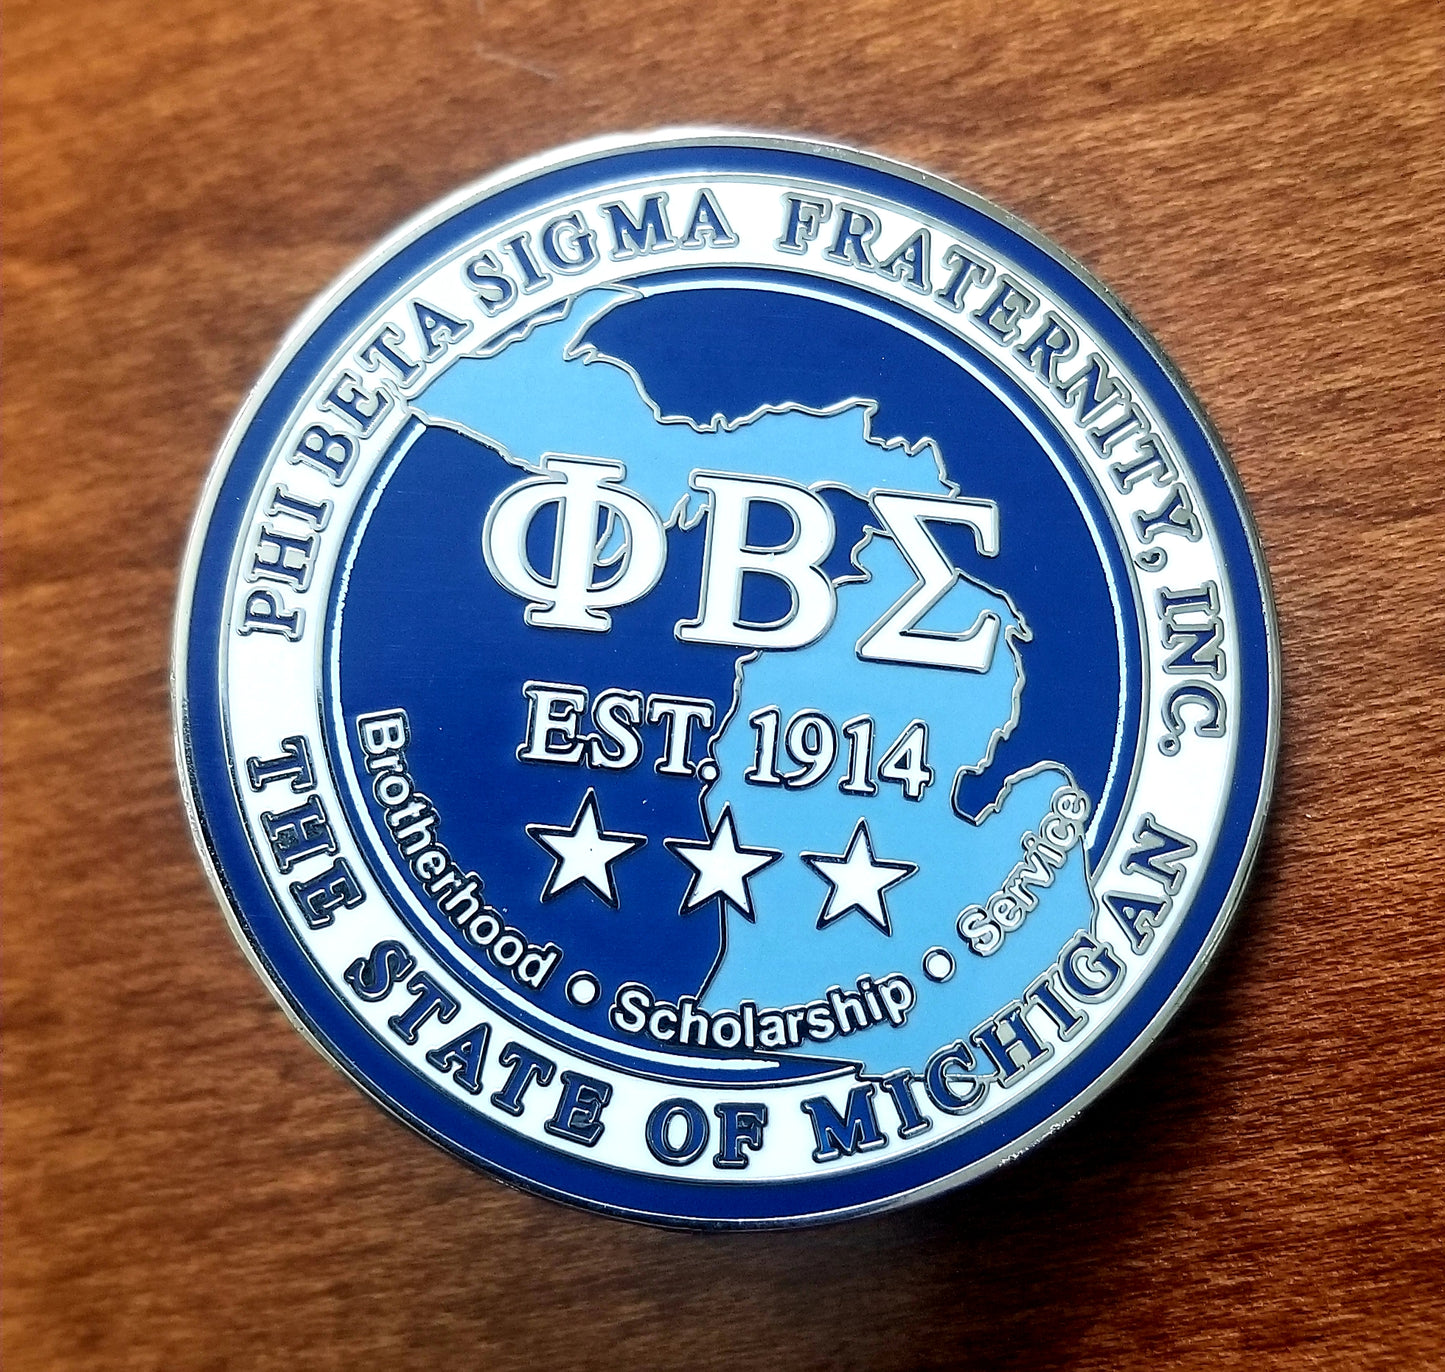 PHI BETA SIGMA FRATERNITY, INC.
ΦΒΣ
EST. 1914
Brotherhood • Scholarship • Service
THE STATE OF MICHIGAN